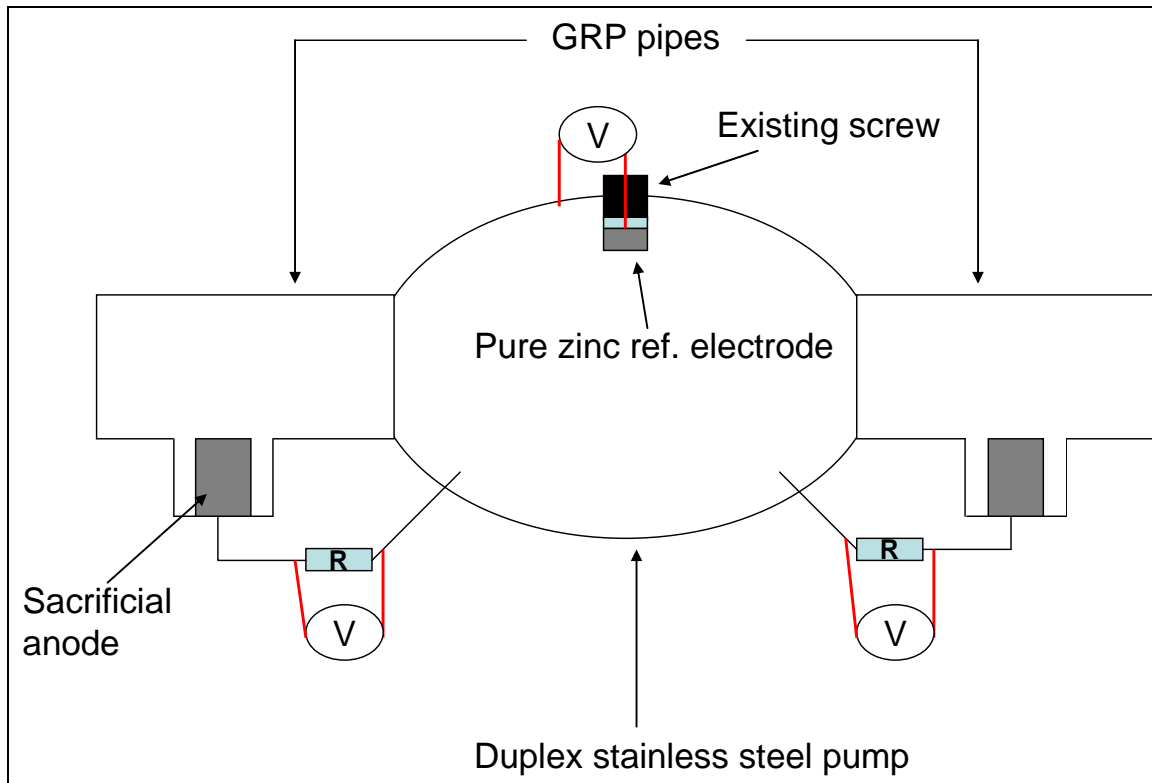 GRP pipes
V
Existing screw
Pure zinc ref. electrode
R
R
Sacrificial
anode
V
V
Duplex stainless steel pump